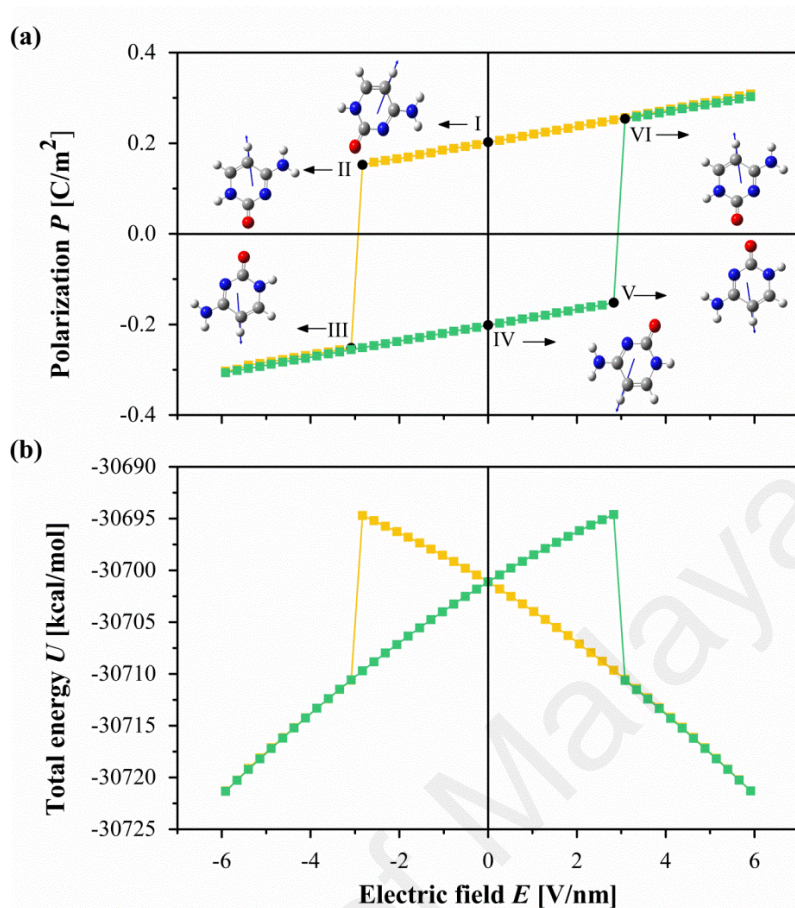 (a)
0.4
0.2
0.0
-0.2
-0.4
Polarization P [C/m²]
I
II
VI
III
IV
V
(b)
-30690
-30695
-30700
-30705
-30710
-30715
-30720
-30725
Total energy U [kcal/mol]
-6 -4 -2 0 2 4 6
Electric field E [V/nm]
of Malaya